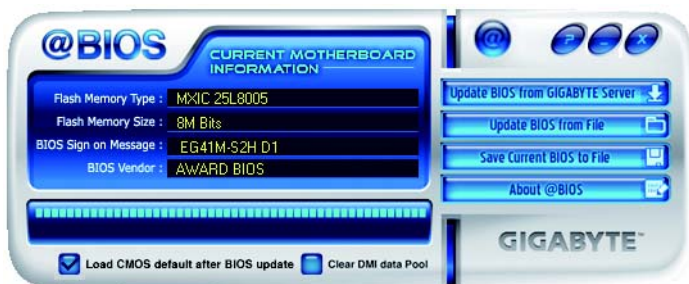 @BIOS
CURRENT MOTHERBOARD
INFORMATION
Flash Memory Type : MXIC 25L8005
Flash Memory Size : 8M Bits
BIOS Sign on Message : EG41M-S2H D1
BIOS Vendor : AWARD BIOS
Load CMOS default after BIOS update
Clear DMI data Pool
@
? – X
Update BIOS from GIGABYTE Server
Update BIOS from File
Save Current BIOS to File
About @BIOS
GIGABYTE™